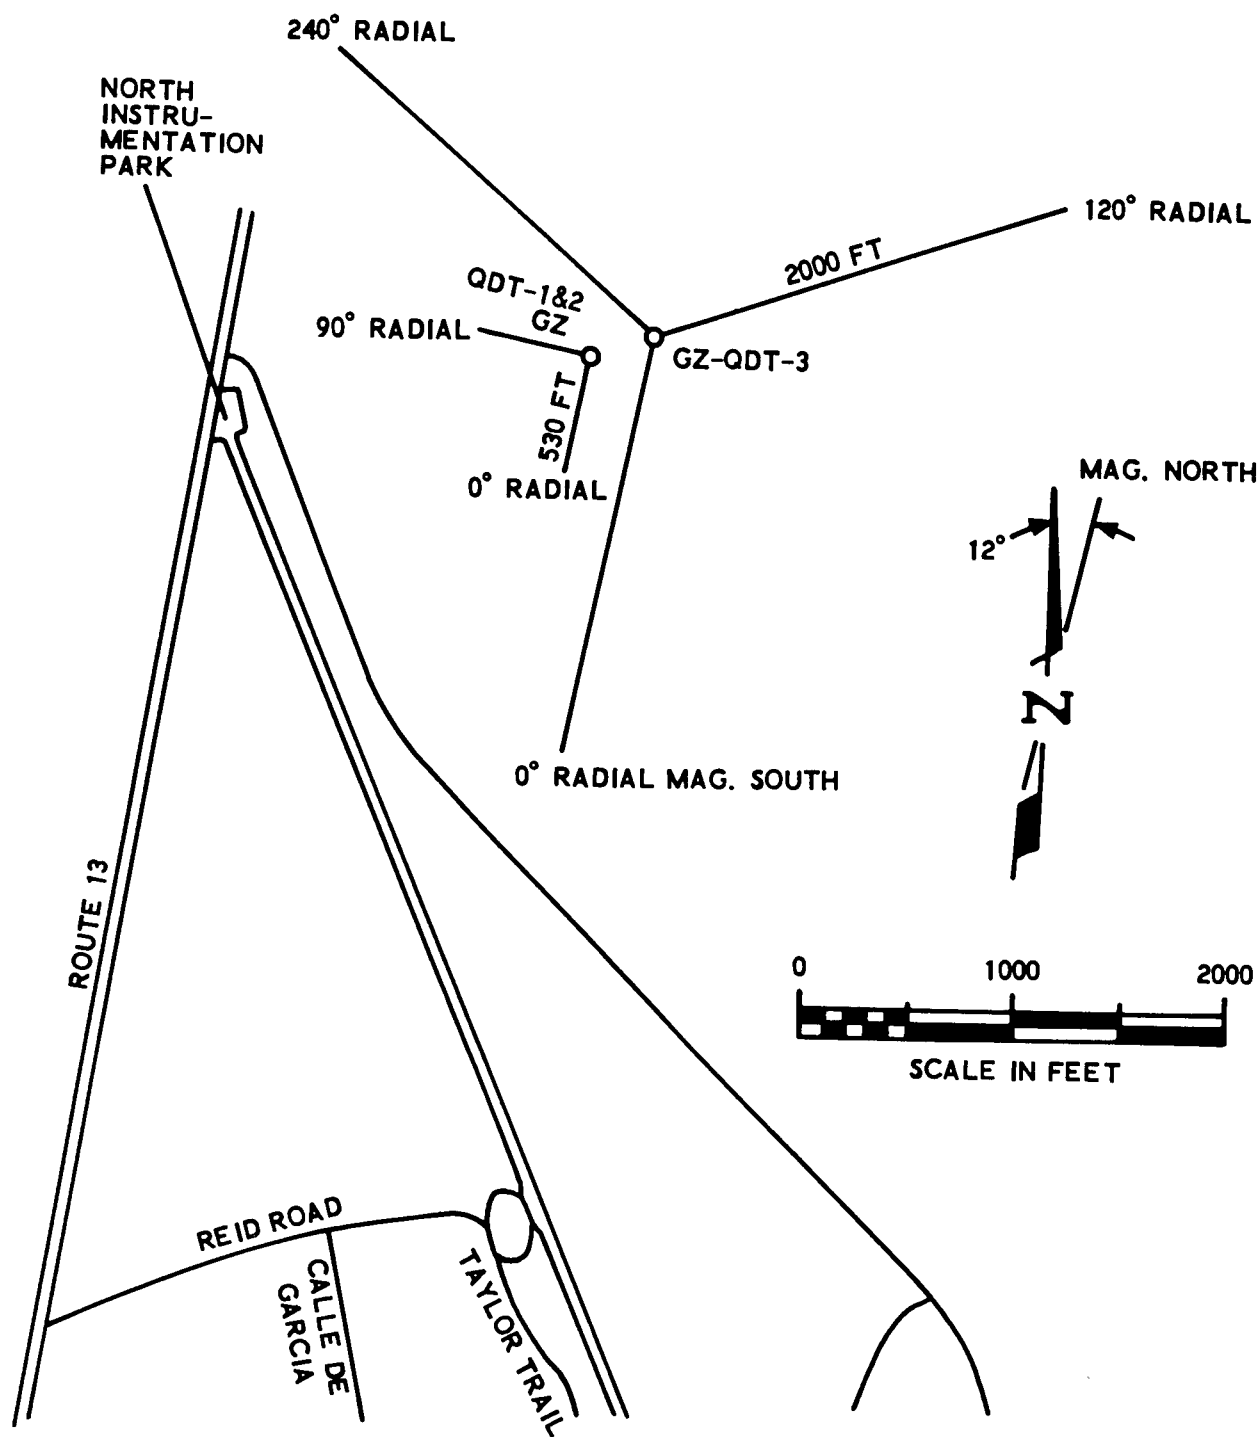 240° RADIAL
NORTH
INSTRU-
MENTATION
PARK
120° RADIAL
2000 FT
QDT-1&2
GZ
90° RADIAL
GZ-QDT-3
530 FT
0° RADIAL
MAG. NORTH
12°
N
0° RADIAL MAG. SOUTH
ROUTE 13
0 1000 2000
SCALE IN FEET
REID ROAD
CALLE DE
GARCIA
TAYLOR TRAIL